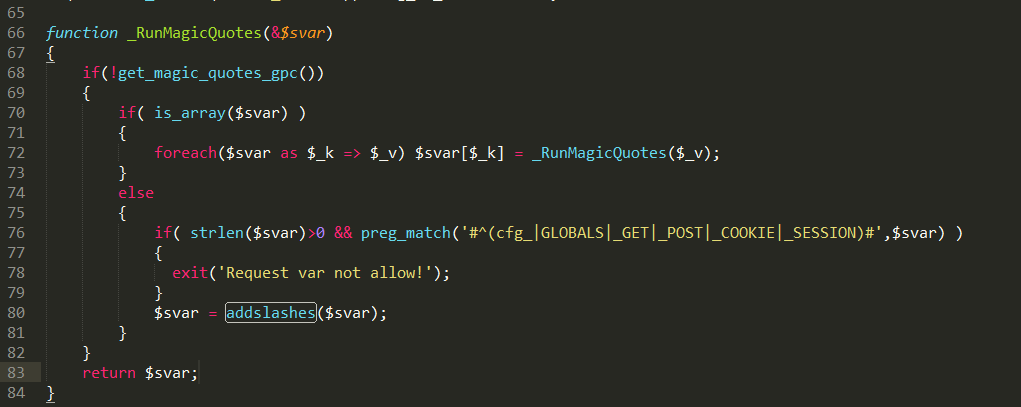 65
66 function _RunMagicQuotes(&$svar)
67 {
68     if(!get_magic_quotes_gpc())
69     {
70         if( is_array($svar) )
71         {
72             foreach($svar as $_k => $_v) $svar[$_k] = _RunMagicQuotes($_v);
73         }
74         else
75         {
76             if( strlen($svar)>0 && preg_match('#^(cfg_|GLOBALS|_GET|_POST|_COOKIE|_SESSION)#',$svar) )
77             {
78               exit('Request var not allow!');
79             }
80             $svar = addslashes($svar);
81         }
82     }
83     return $svar;
84 }